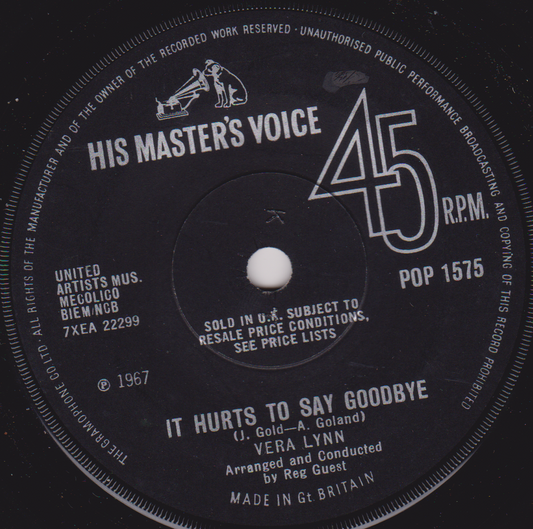 THE GRAMOPHONE CO LTD · ALL RIGHTS OF THE MANUFACTURER AND OF THE OWNER OF THE RECORDED WORK RESERVED · UNAUTHORISED PUBLIC PERFORMANCE BROADCASTING AND COPYING OF THIS RECORD PROHIBITED
HIS MASTER'S VOICE
45
R.P.M.
POP 1575
UNITED
ARTISTS MUS.
MECOLICO
BIEM/NCB
7XEA 22299
K
SOLD IN U.K. SUBJECT TO
RESALE PRICE CONDITIONS,
SEE PRICE LISTS
℗ 1967
IT HURTS TO SAY GOODBYE
(J. Gold—A. Goland)
VERA LYNN
Arranged and Conducted
by Reg Guest
MADE IN Gt. BRITAIN